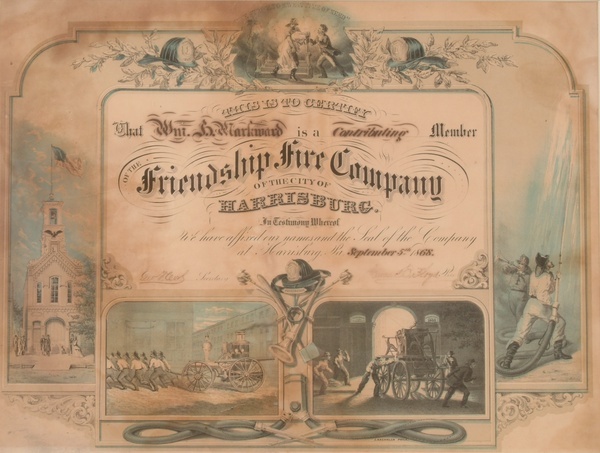 THIS IS TO CERTIFY
That Wm. H. Markward is a Contributing Member
OF THE
Friendship Fire Company
OF THE CITY OF
HARRISBURG.
In Testimony Whereof
We have affixed our names and the Seal of the Company
at Harrisburg Pa. September 5th 1868.